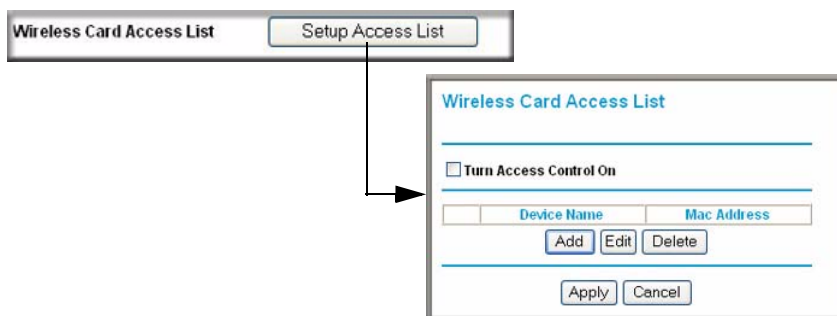 Wireless Card Access List Setup Access List
Wireless Card Access List
Turn Access Control On
Device Name Mac Address
Add Edit Delete
Apply Cancel